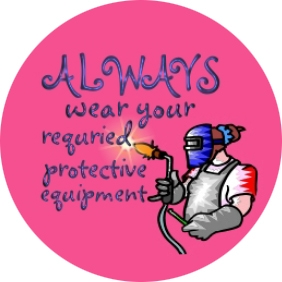 ALWAYS
wear your
requried
protective
equipment